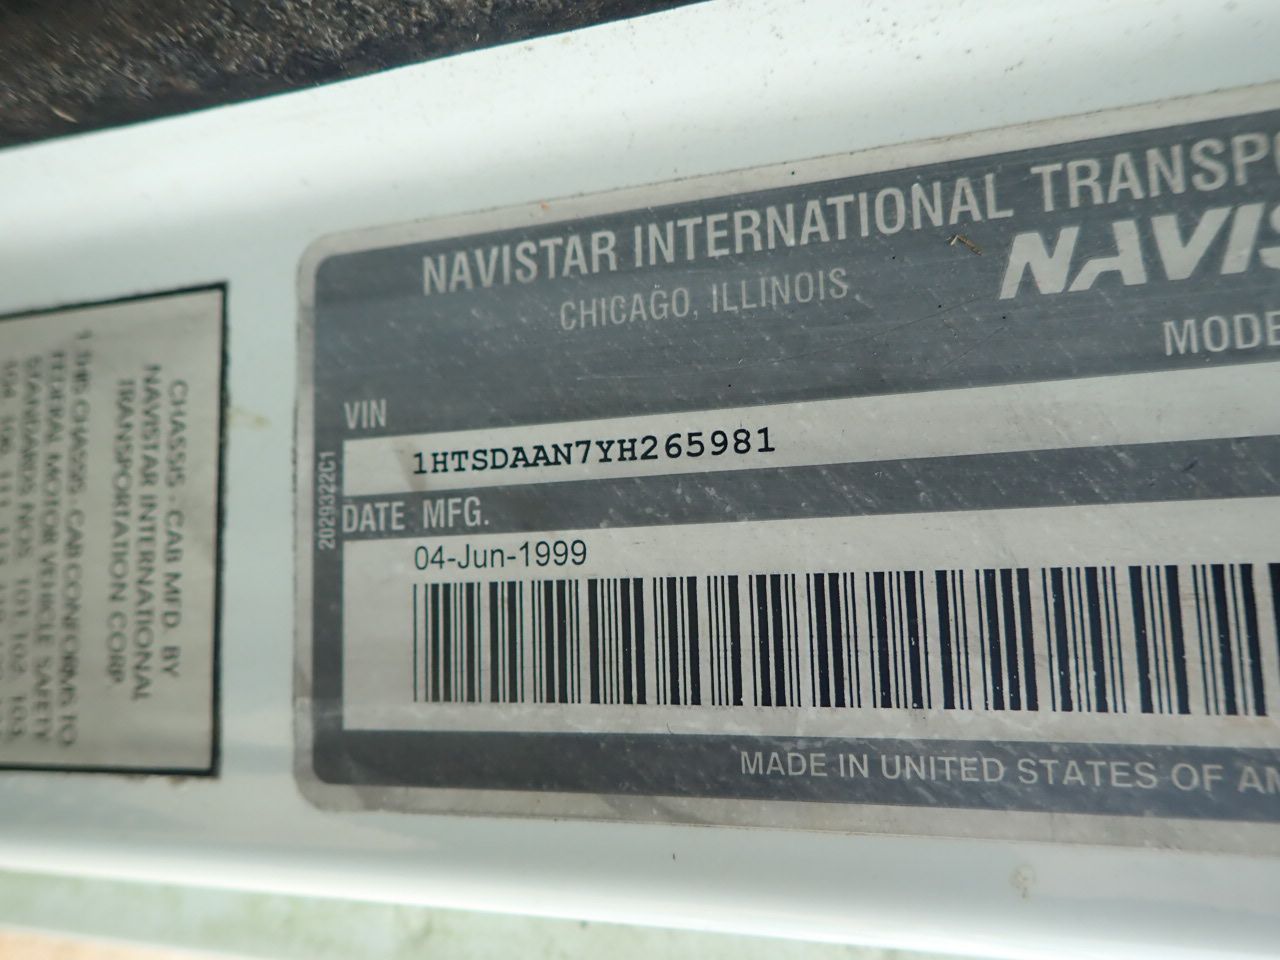 NAVISTAR INTERNATIONAL TRANSP
CHICAGO, ILLINOIS
NAVIS
MODE
VIN
1HTSDAAN7YH265981
DATE MFG.
04-Jun-1999
2029322C1
MADE IN UNITED STATES OF AM
CHASSIS - CAB MFD. BY
NAVISTAR INTERNATIONAL
TRANSPORTATION CORP.
1.THIS CHASSIS-CAB CONFORMS TO
FEDERAL MOTOR VEHICLE SAFETY
STANDARDS NOS. 101, 102, 103,